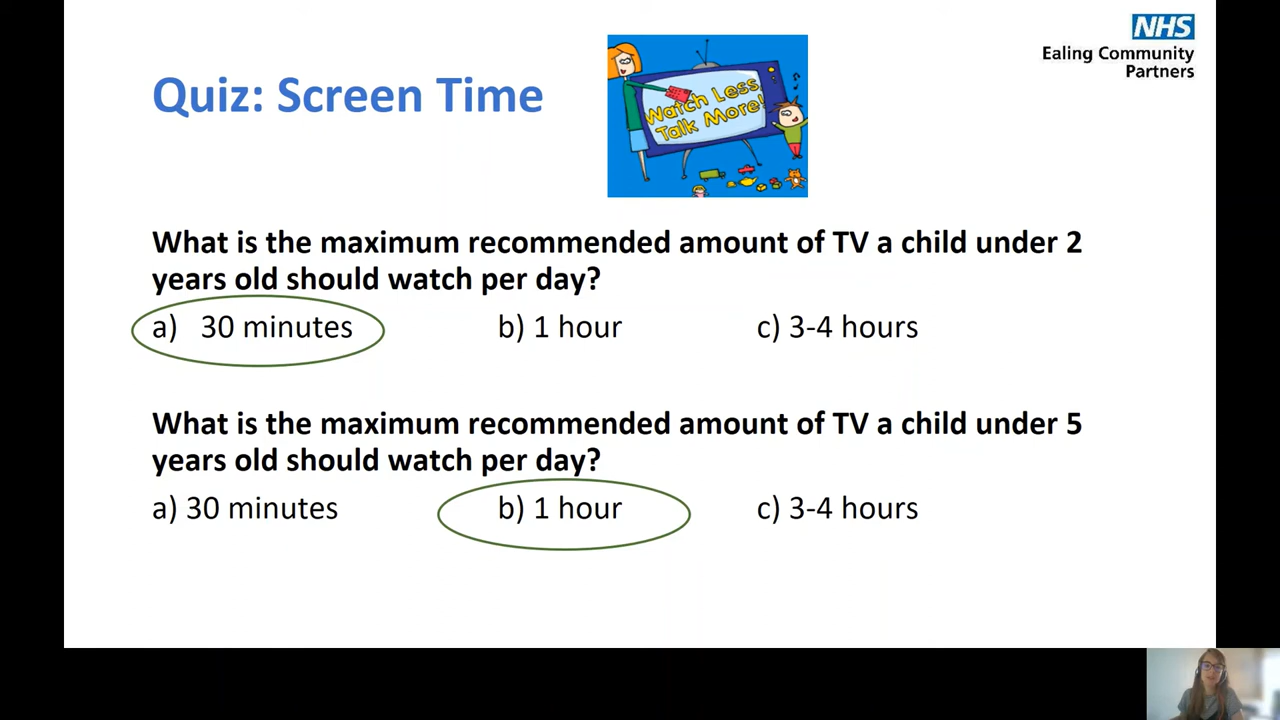 NHS
Ealing Community
Partners
Quiz: Screen Time
Watch Less
Talk More!
What is the maximum recommended amount of TV a child under 2
years old should watch per day?
a) 30 minutes b) 1 hour c) 3-4 hours
What is the maximum recommended amount of TV a child under 5
years old should watch per day?
a) 30 minutes b) 1 hour c) 3-4 hours